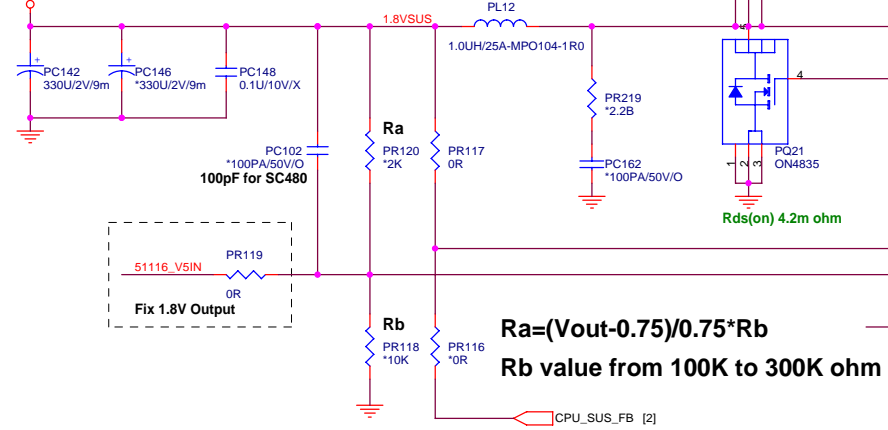 PL12
1.8VSUS
1.0UH/25A-MPO104-1R0
+
PC142
330U/2V/9m
+
PC146
*330U/2V/9m
PC148
0.1U/10V/X
4
PR219
*2.2B
PC102
*100PA/50V/O
100pF for SC480
Ra
PR120
*2K
PR117
0R
PC162
*100PA/50V/O
PQ21
ON4835
1
2
3
Rds(on) 4.2m ohm
PR119
51116_V5IN
0R
Fix 1.8V Output
Rb
PR118
*10K
PR116
*0R
Ra=(Vout-0.75)/0.75*Rb
Rb value from 100K to 300K ohm
CPU_SUS_FB [2]